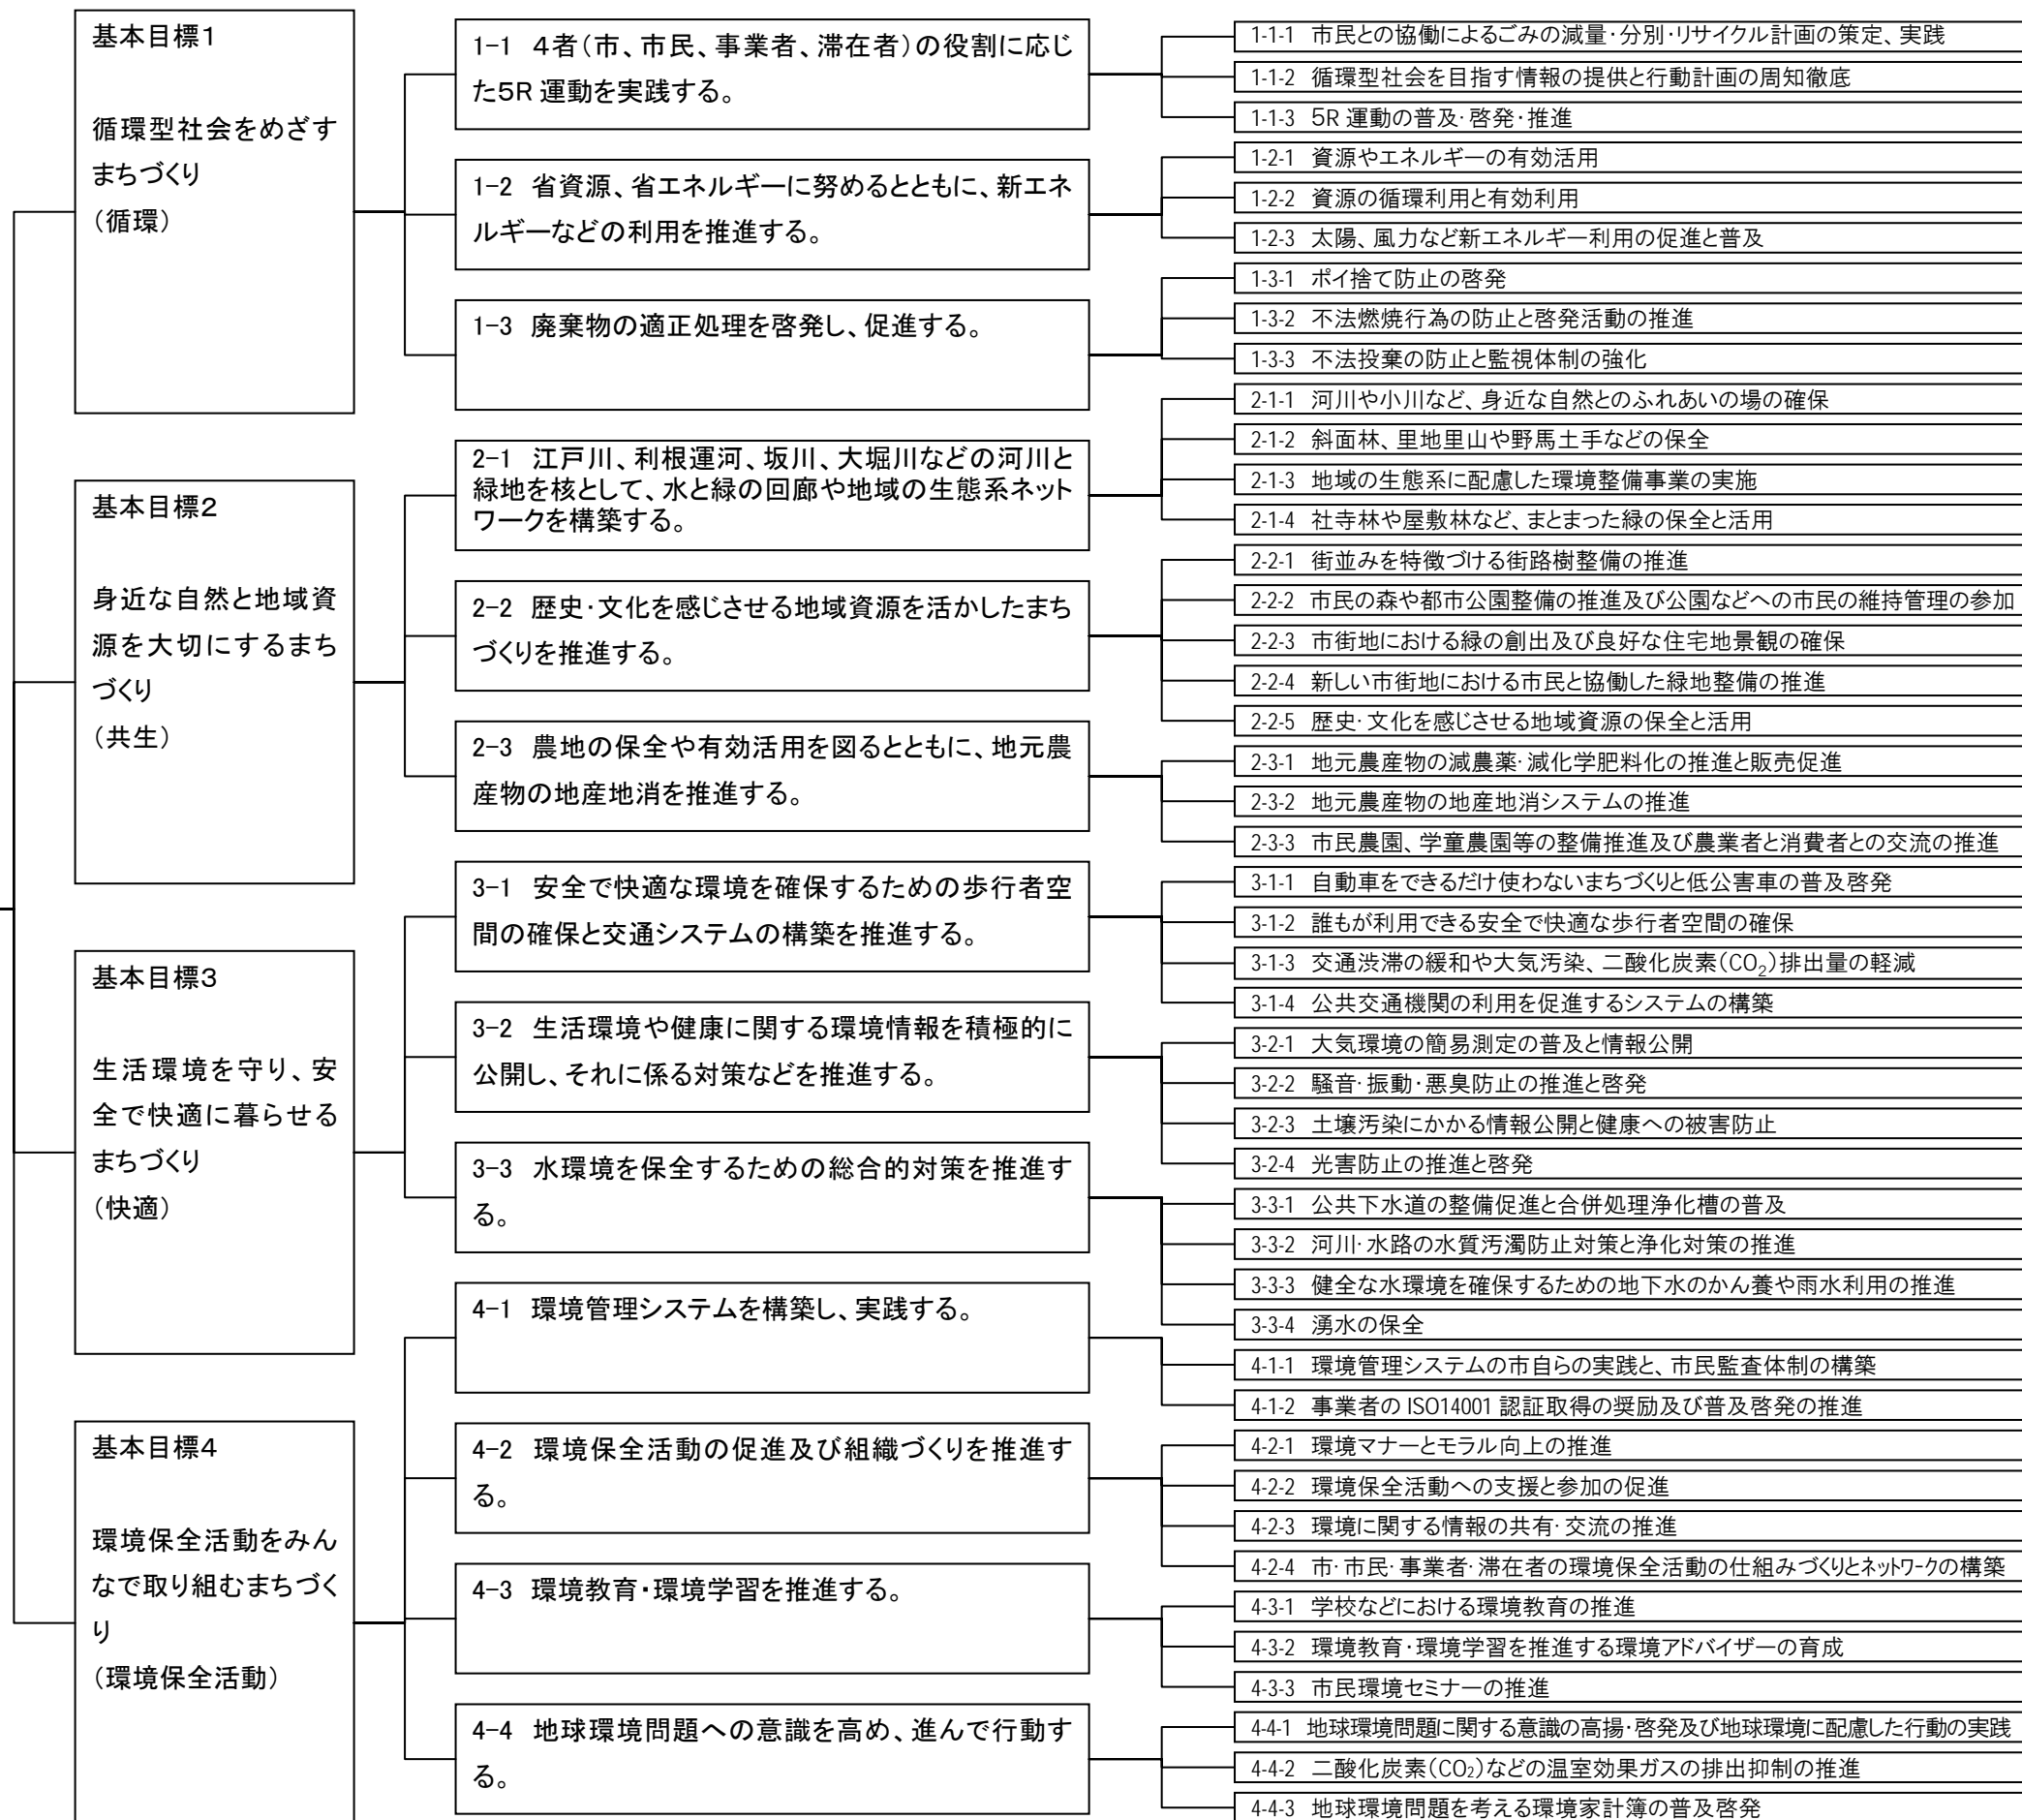 基本目標1
循環型社会をめざす
まちづくり
（循環）
1-1 4者（市、市民、事業者、滞在者）の役割に応じ
た5R 運動を実践する。
1-1-1 市民との協働によるごみの減量・分別・リサイクル計画の策定、実践
1-1-2 循環型社会を目指す情報の提供と行動計画の周知徹底
1-1-3 5R 運動の普及・啓発・推進
1-2 省資源、省エネルギーに努めるとともに、新エネ
ルギーなどの利用を推進する。
1-2-1 資源やエネルギーの有効活用
1-2-2 資源の循環利用と有効利用
1-2-3 太陽、風力など新エネルギー利用の促進と普及
1-3 廃棄物の適正処理を啓発し、促進する。
1-3-1 ポイ捨て防止の啓発
1-3-2 不法燃焼行為の防止と啓発活動の推進
1-3-3 不法投棄の防止と監視体制の強化
基本目標2
身近な自然と地域資
源を大切にするまち
づくり
（共生）
2-1 江戸川、利根運河、坂川、大堀川などの河川と
緑地を核として、水と緑の回廊や地域の生態系ネット
ワークを構築する。
2-1-1 河川や小川など、身近な自然とのふれあいの場の確保
2-1-2 斜面林、里地里山や野馬土手などの保全
2-1-3 地域の生態系に配慮した環境整備事業の実施
2-1-4 社寺林や屋敷林など、まとまった緑の保全と活用
2-2 歴史・文化を感じさせる地域資源を活かしたまち
づくりを推進する。
2-2-1 街並みを特徴づける街路樹整備の推進
2-2-2 市民の森や都市公園整備の推進及び公園などへの市民の維持管理の参加
2-2-3 市街地における緑の創出及び良好な住宅地景観の確保
2-2-4 新しい市街地における市民と協働した緑地整備の推進
2-2-5 歴史・文化を感じさせる地域資源の保全と活用
2-3 農地の保全や有効活用を図るとともに、地元農
産物の地産地消を推進する。
2-3-1 地元農産物の減農薬・減化学肥料化の推進と販売促進
2-3-2 地元農産物の地産地消システムの推進
2-3-3 市民農園、学童農園等の整備推進及び農業者と消費者との交流の推進
基本目標3
生活環境を守り、安
全で快適に暮らせる
まちづくり
（快適）
3-1 安全で快適な環境を確保するための歩行者空
間の確保と交通システムの構築を推進する。
3-1-1 自動車をできるだけ使わないまちづくりと低公害車の普及啓発
3-1-2 誰もが利用できる安全で快適な歩行者空間の確保
3-1-3 交通渋滞の緩和や大気汚染、二酸化炭素（CO₂）排出量の軽減
3-1-4 公共交通機関の利用を促進するシステムの構築
3-2 生活環境や健康に関する環境情報を積極的に
公開し、それに係る対策などを推進する。
3-2-1 大気環境の簡易測定の普及と情報公開
3-2-2 騒音・振動・悪臭防止の推進と啓発
3-2-3 土壌汚染にかかる情報公開と健康への被害防止
3-2-4 光害防止の推進と啓発
3-3 水環境を保全するための総合的対策を推進す
る。
3-3-1 公共下水道の整備促進と合併処理浄化槽の普及
3-3-2 河川・水路の水質汚濁防止対策と浄化対策の推進
3-3-3 健全な水環境を確保するための地下水のかん養や雨水利用の推進
3-3-4 湧水の保全
基本目標4
環境保全活動をみん
なで取り組むまちづく
り
（環境保全活動）
4-1 環境管理システムを構築し、実践する。
4-1-1 環境管理システムの市自らの実践と、市民監査体制の構築
4-1-2 事業者の ISO14001 認証取得の奨励及び普及啓発の推進
4-2 環境保全活動の促進及び組織づくりを推進す
る。
4-2-1 環境マナーとモラル向上の推進
4-2-2 環境保全活動への支援と参加の促進
4-2-3 環境に関する情報の共有・交流の推進
4-2-4 市・市民・事業者・滞在者の環境保全活動の仕組みづくりとネットワークの構築
4-3 環境教育・環境学習を推進する。
4-3-1 学校などにおける環境教育の推進
4-3-2 環境教育・環境学習を推進する環境アドバイザーの育成
4-3-3 市民環境セミナーの推進
4-4 地球環境問題への意識を高め、進んで行動す
る。
4-4-1 地球環境問題に関する意識の高揚・啓発及び地球環境に配慮した行動の実践
4-4-2 二酸化炭素（CO₂）などの温室効果ガスの排出抑制の推進
4-4-3 地球環境問題を考える環境家計簿の普及啓発